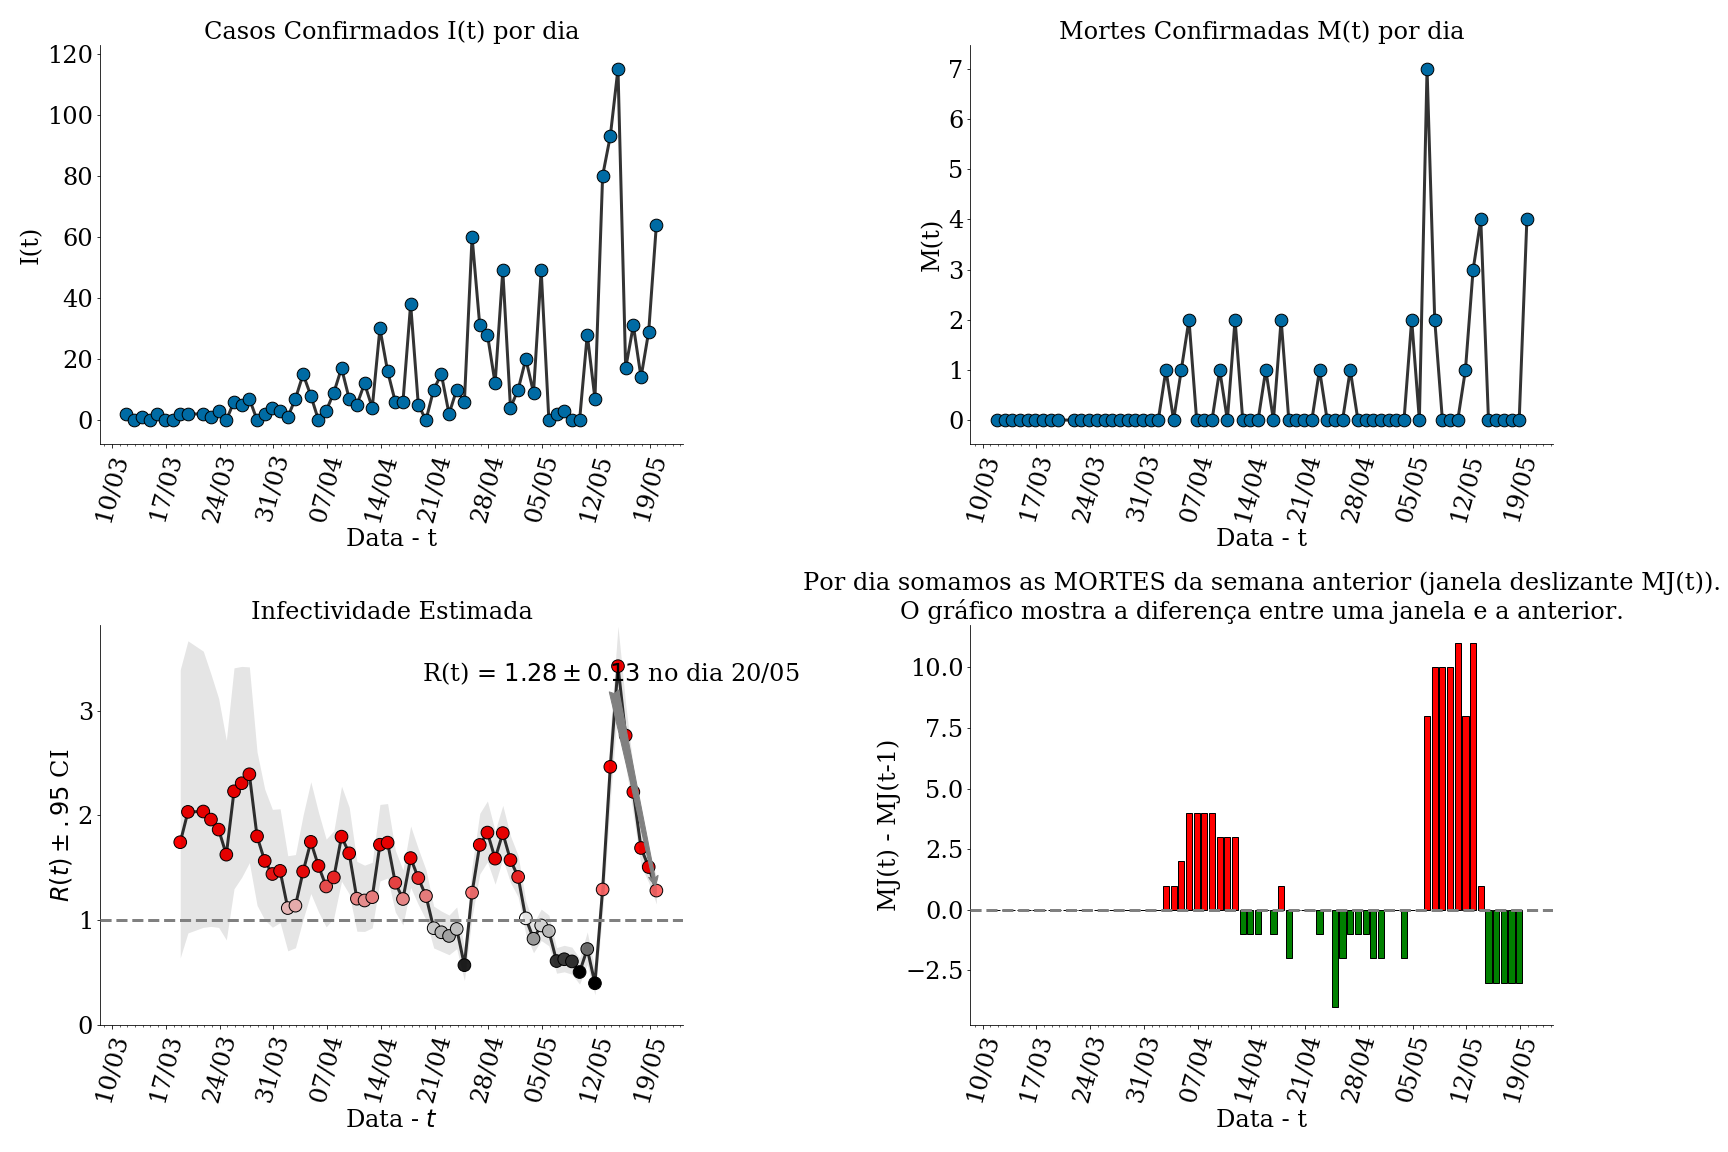 Casos Confirmados I(t) por dia
120
100
80
60
40
20
0
I(t)
10/03 17/03 24/03 31/03 07/04 14/04 21/04 28/04 05/05 12/05 19/05
Data - t
Mortes Confirmadas M(t) por dia
7
6
5
4
3
2
1
0
M(t)
10/03 17/03 24/03 31/03 07/04 14/04 21/04 28/04 05/05 12/05 19/05
Data - t
Infectividade Estimada
R(t) = 1.28 ± 0.13 no dia 20/05
3
2
1
0
R(t) ± .95 CI
10/03 17/03 24/03 31/03 07/04 14/04 21/04 28/04 05/05 12/05 19/05
Data - t
Por dia somamos as MORTES da semana anterior (janela deslizante MJ(t)).
O gráfico mostra a diferença entre uma janela e a anterior.
10.0
7.5
5.0
2.5
0.0
−2.5
MJ(t) - MJ(t-1)
10/03 17/03 24/03 31/03 07/04 14/04 21/04 28/04 05/05 12/05 19/05
Data - t